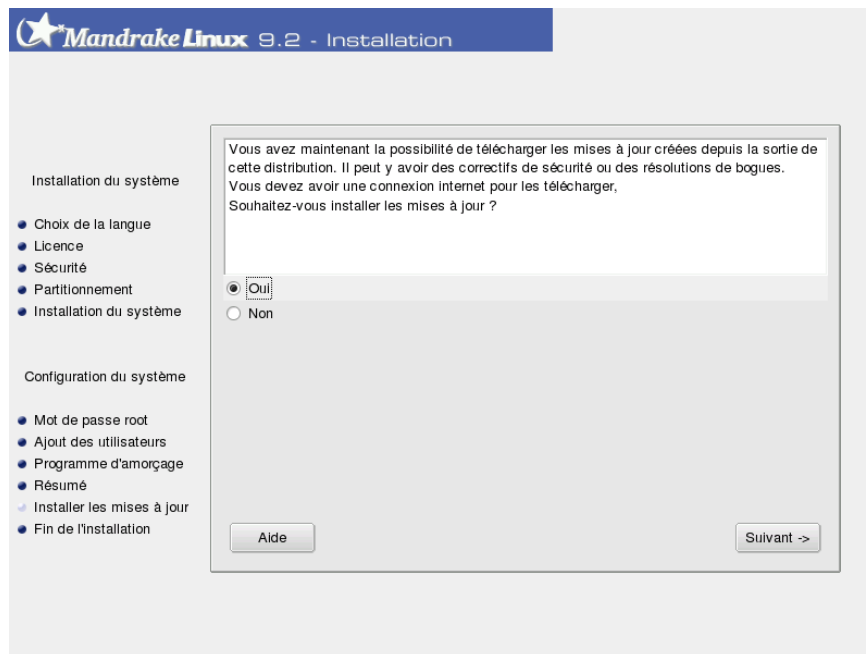 Mandrake Linux 9.2 - Installation
Installation du système
Choix de la langue
Licence
Sécurité
Partitionnement
Installation du système
Configuration du système
Mot de passe root
Ajout des utilisateurs
Programme d'amorçage
Résumé
Installer les mises à jour
Fin de l'installation
Vous avez maintenant la possibilité de télécharger les mises à jour créées depuis la sortie de
cette distribution. Il peut y avoir des correctifs de sécurité ou des résolutions de bogues.
Vous devez avoir une connexion internet pour les télécharger,
Souhaitez-vous installer les mises à jour ?
Oui
Non
Aide
Suivant ->